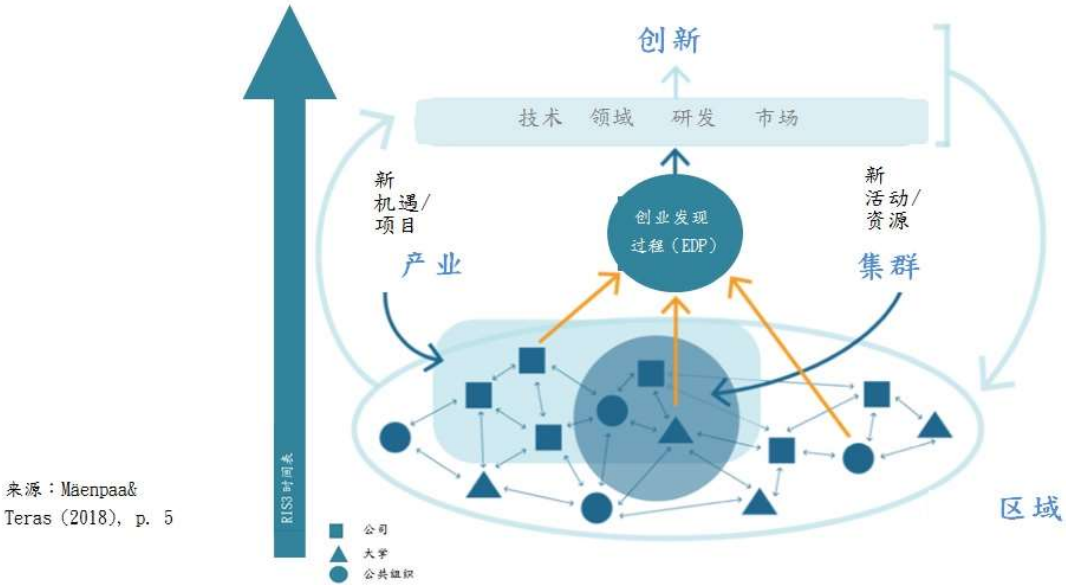 创新
技术 领域 研发 市场
新
机遇/
项目
新
活动/
资源
创业发现
过程(EDP)
产业
集群
RIS3时间表
来源：Mäenpaa&
Teras (2018), p. 5
区域
公司
大学
公共组织